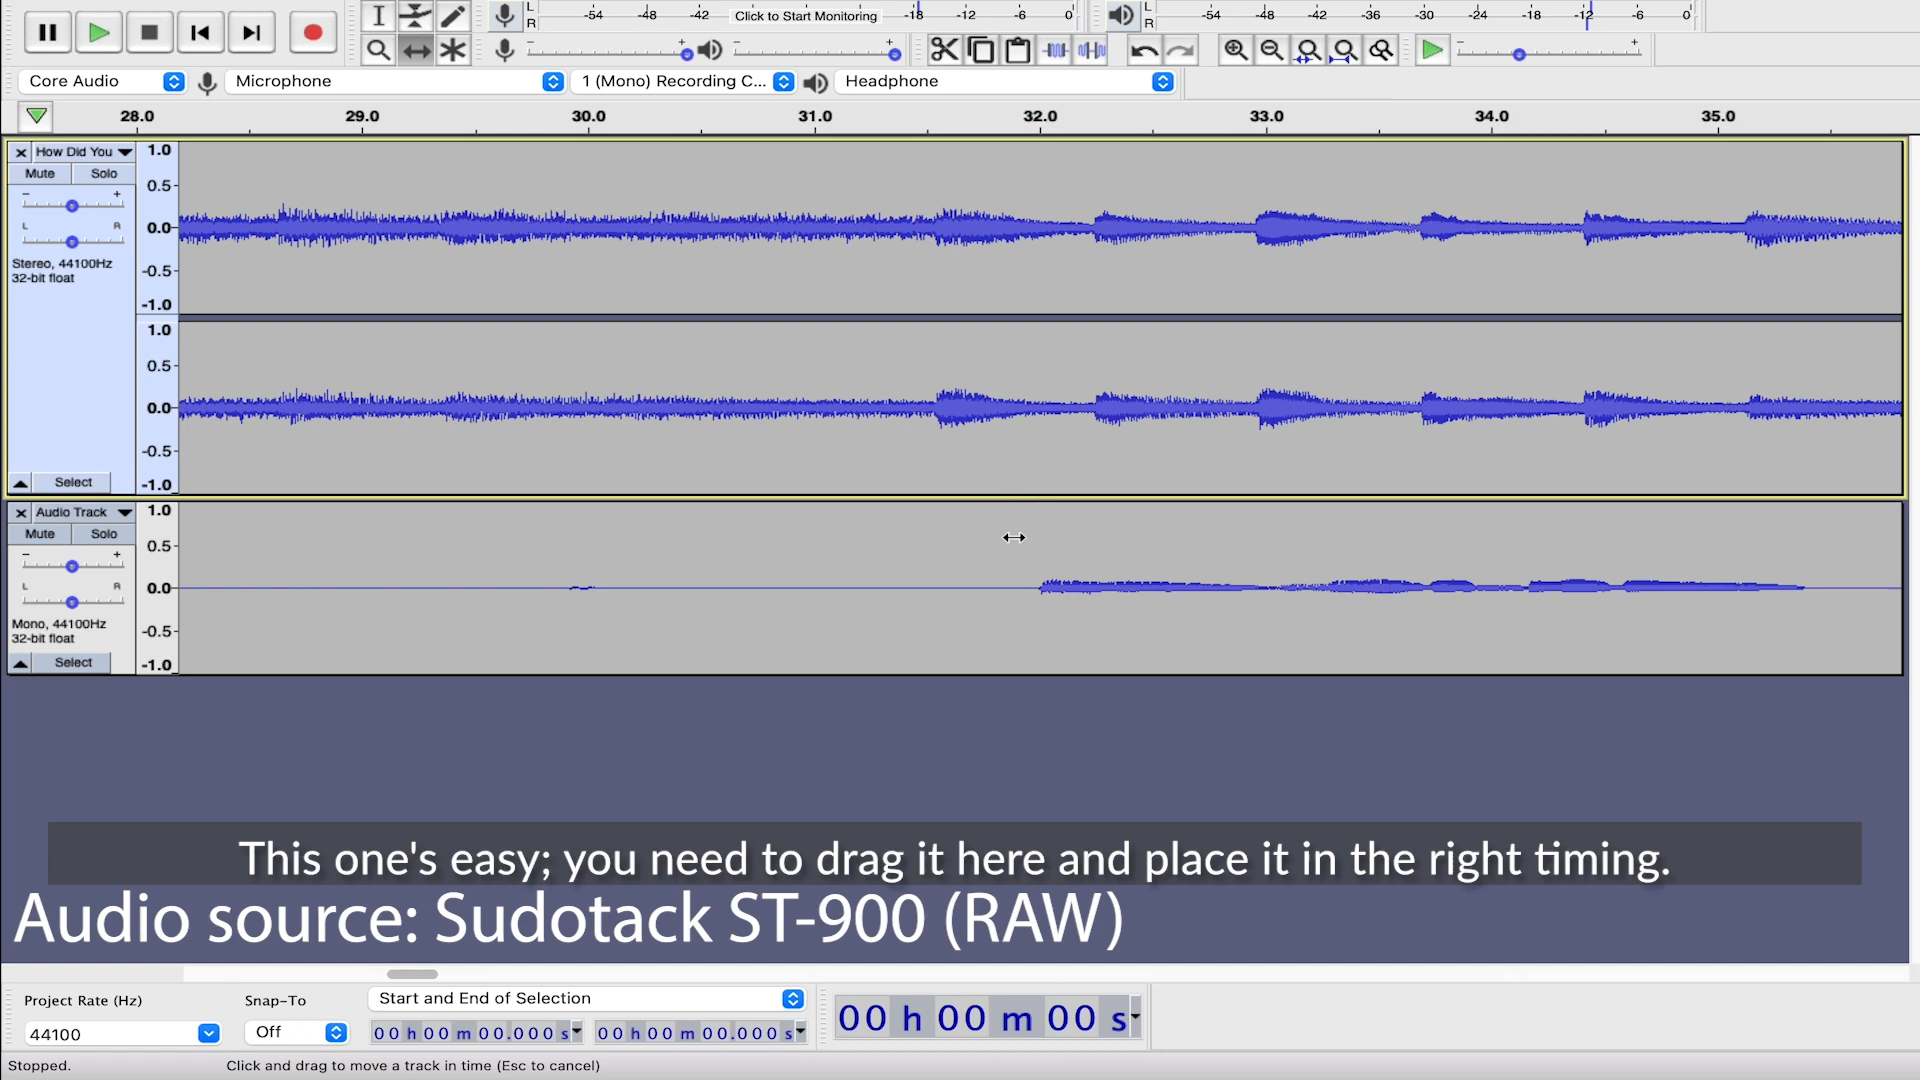 L
R
-54 -48 -42 Click to Start Monitoring -18 -12 -6 0
L
R
-54 -48 -42 -36 -30 -24 -18 -12 -6 0
- +
- +
- +
Core Audio
Microphone
1 (Mono) Recording C...
Headphone
28.0 29.0 30.0 31.0 32.0 33.0 34.0 35.0
How Did You
Mute Solo
- +
L R
Stereo, 44100Hz
32-bit float
Select
1.0
0.5
0.0
-0.5
-1.0
1.0
0.5
0.0
-0.5
-1.0
Audio Track
Mute Solo
- +
L R
Mono, 44100Hz
32-bit float
Select
1.0
0.5
0.0
-0.5
-1.0
This one's easy; you need to drag it here and place it in the right timing.
Audio source: Sudotack ST-900 (RAW)
Project Rate (Hz)
44100
Snap-To
Off
Start and End of Selection
00 h 00 m 00.000 s
00 h 00 m 00.000 s
00 h 00 m 00 s
Stopped.
Click and drag to move a track in time (Esc to cancel)